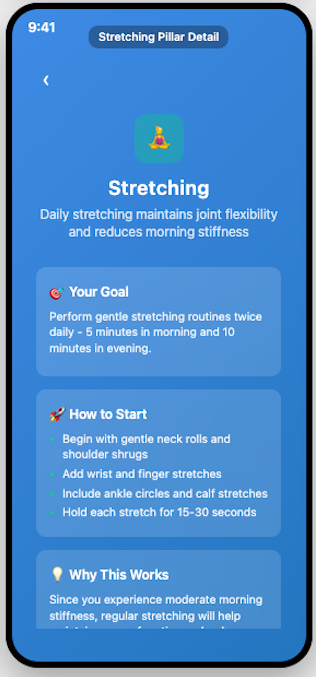 9:41
Stretching Pillar Detail
Stretching
Daily stretching maintains joint flexibility
and reduces morning stiffness
🎯 Your Goal
Perform gentle stretching routines twice
daily - 5 minutes in morning and 10
minutes in evening.
🚀 How to Start
• Begin with gentle neck rolls and
shoulder shrugs
• Add wrist and finger stretches
• Include ankle circles and calf stretches
• Hold each stretch for 15-30 seconds
💡 Why This Works
Since you experience moderate morning
stiffness, regular stretching will help